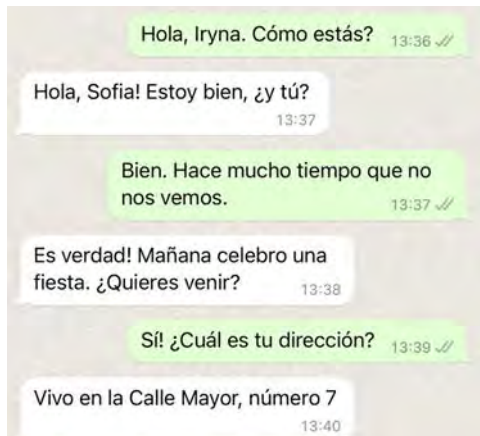 Hola, Iryna. Cómo estás? 13:36
Hola, Sofia! Estoy bien, ¿y tú?
13:37
Bien. Hace mucho tiempo que no
nos vemos. 13:37
Es verdad! Mañana celebro una
fiesta. ¿Quieres venir? 13:38
Sí! ¿Cuál es tu dirección? 13:39
Vivo en la Calle Mayor, número 7
13:40